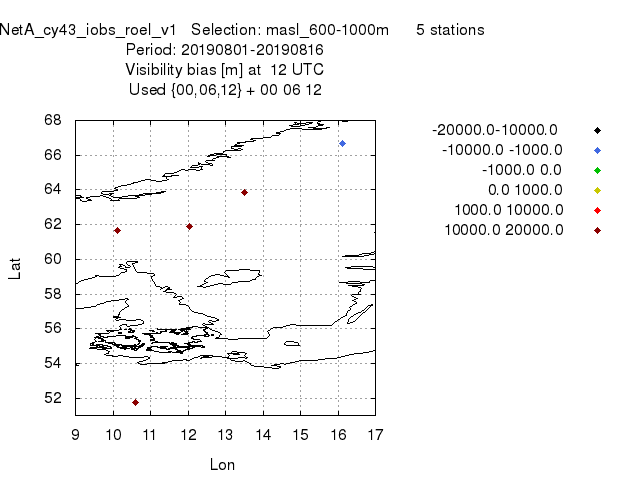 NetA_cy43_iobs_roel_v1 Selection: masl_600-1000m 5 stations
Period: 20190801-20190816
Visibility bias [m] at 12 UTC
Used {00,06,12} + 00 06 12
-20000.0-10000.0
-10000.0 -1000.0
-1000.0 0.0
0.0 1000.0
1000.0 10000.0
10000.0 20000.0
68
66
64
62
60
58
56
54
52
Lat
9 10 11 12 13 14 15 16 17
Lon